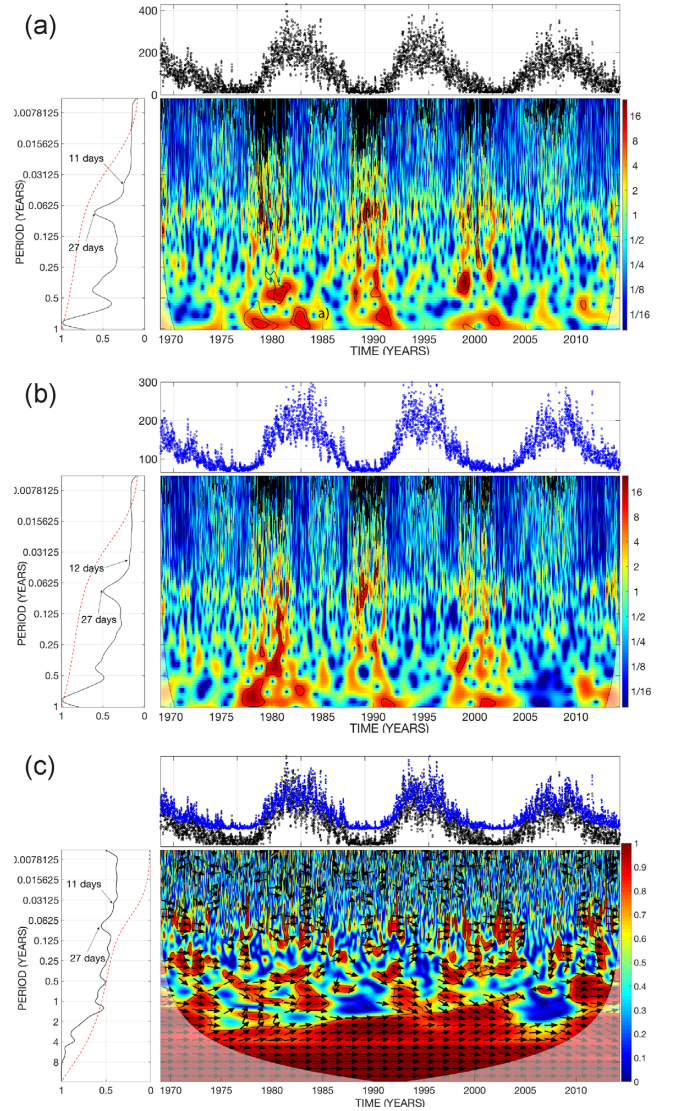 (a)
400
200
0
0.0078125
0.015625
0.03125
0.0625
0.125
0.25
0.5
1
PERIOD (YEARS)
11 days
27 days
1 0.5 0
a)
16
8
4
2
1
1/2
1/4
1/8
1/16
1970 1975 1980 1985 1990 1995 2000 2005 2010
TIME (YEARS)
(b)
300
200
100
0.0078125
0.015625
0.03125
0.0625
0.125
0.25
0.5
1
PERIOD (YEARS)
12 days
27 days
1 0.5 0
16
8
4
2
1
1/2
1/4
1/8
1/16
1970 1975 1980 1985 1990 1995 2000 2005 2010
TIME (YEARS)
(c)
0.0078125
0.015625
0.03125
0.0625
0.125
0.25
0.5
1
2
4
8
PERIOD (YEARS)
11 days
27 days
1 0.5 0
1
0.9
0.8
0.7
0.6
0.5
0.4
0.3
0.2
0.1
0
1970 1975 1980 1985 1990 1995 2000 2005 2010
TIME (YEARS)